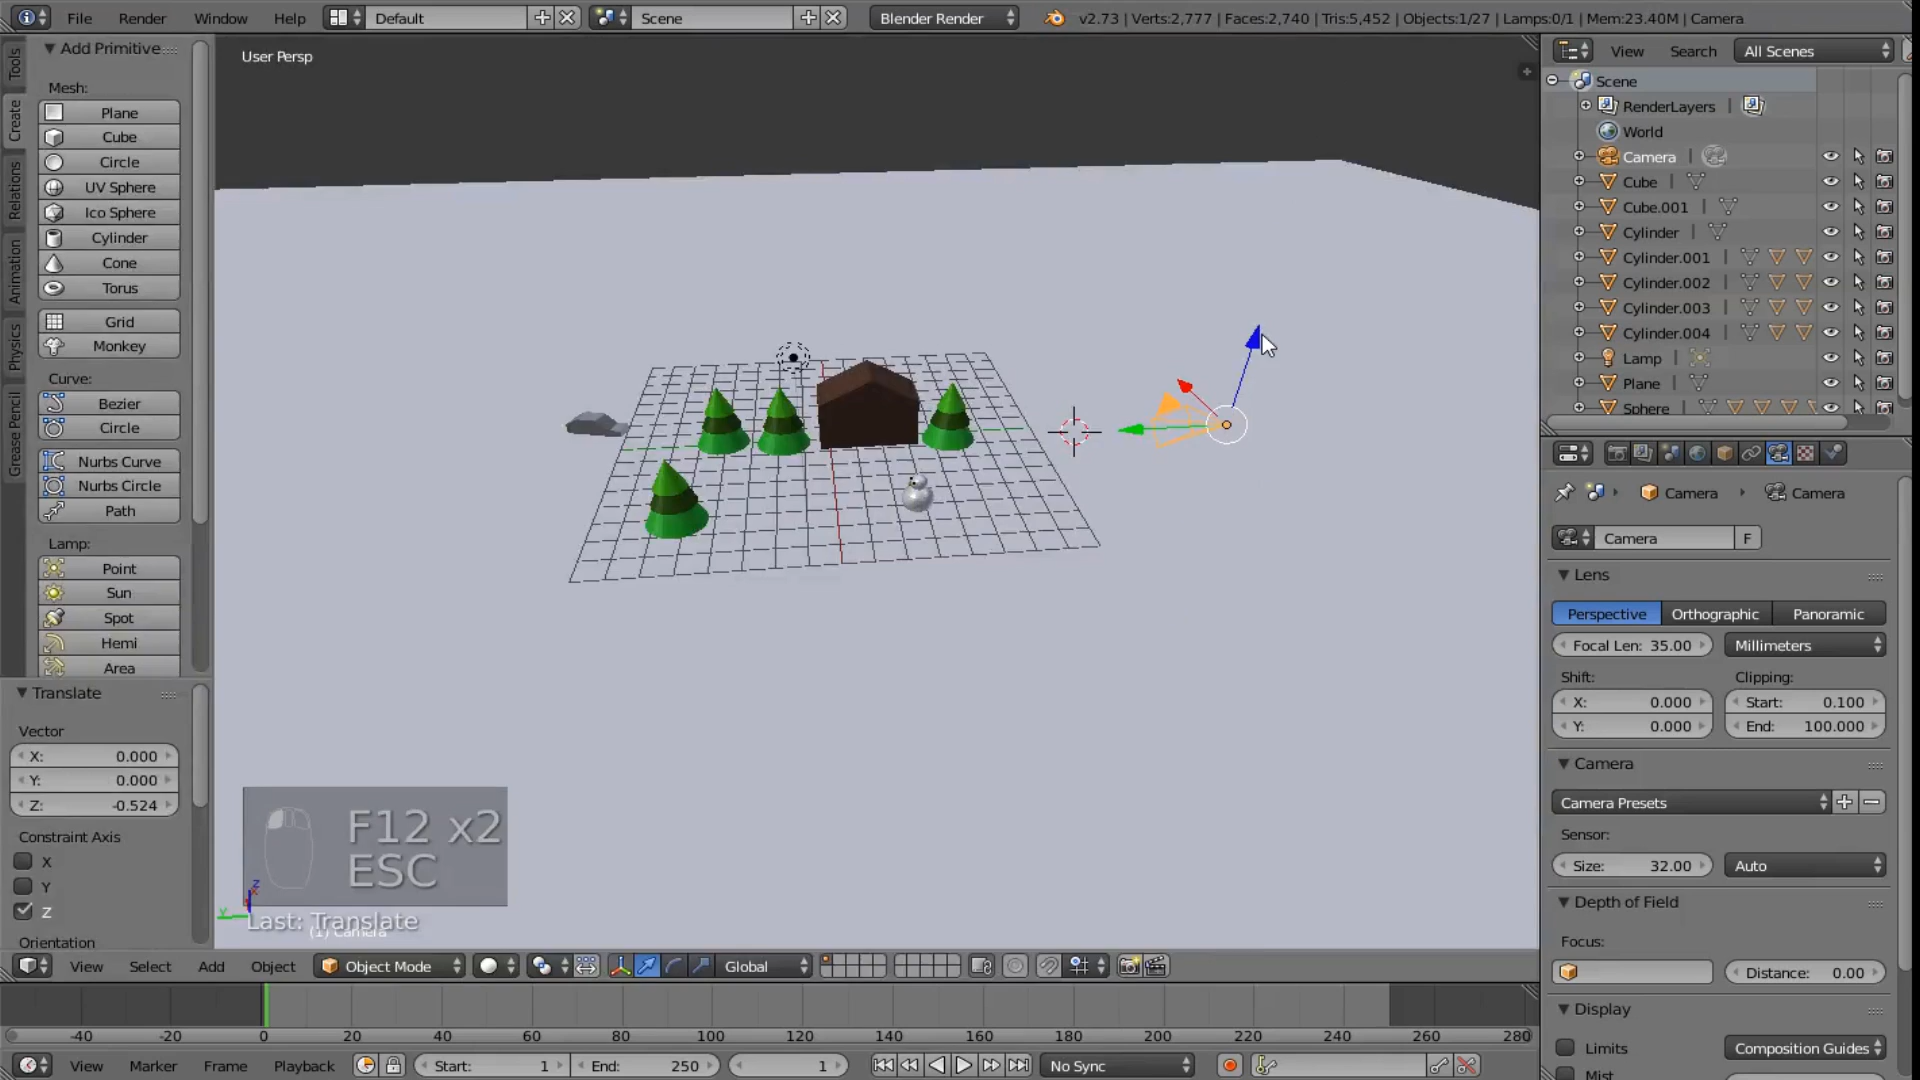 File Render Window Help Default Scene Blender Render v2.73 | Verts:2,777 | Faces:2,740 | Tris:5,452 | Objects:1/27 | Lamps:0/1 | Mem:23.40M | Camera
Tools
Create
Relations
Animation
Physics
Grease Pencil
Add Primitive
Mesh:
Plane
Cube
Circle
UV Sphere
Ico Sphere
Cylinder
Cone
Torus
Grid
Monkey
Curve:
Bezier
Circle
Nurbs Curve
Nurbs Circle
Path
Lamp:
Point
Sun
Spot
Hemi
Area
Translate
Vector
X: 0.000
Y: 0.000
Z: -0.524
Constraint Axis
X
Y
Z
Orientation
User Persp
F12 x2
ESC
Last: Translate
(1) Camera
z
y
View Select Add Object Object Mode Global
-40 -20 0 20 40 60 80 100 120 140 160 180 200 220 240 260 280
View Marker Frame Playback Start: 1 End: 250 1 No Sync
View Search All Scenes
Scene
RenderLayers |
World
Camera |
Cube |
Cube.001 |
Cylinder |
Cylinder.001 |
Cylinder.002 |
Cylinder.003 |
Cylinder.004 |
Lamp |
Plane |
Sphere |
Camera Camera
Camera F
Lens
Perspective Orthographic Panoramic
Focal Len: 35.00 Millimeters
Shift: Clipping:
X: 0.000 Start: 0.100
Y: 0.000 End: 100.000
Camera
Camera Presets
Sensor:
Size: 32.00 Auto
Depth of Field
Focus:
Distance: 0.00
Display
Limits Composition Guides
Mist